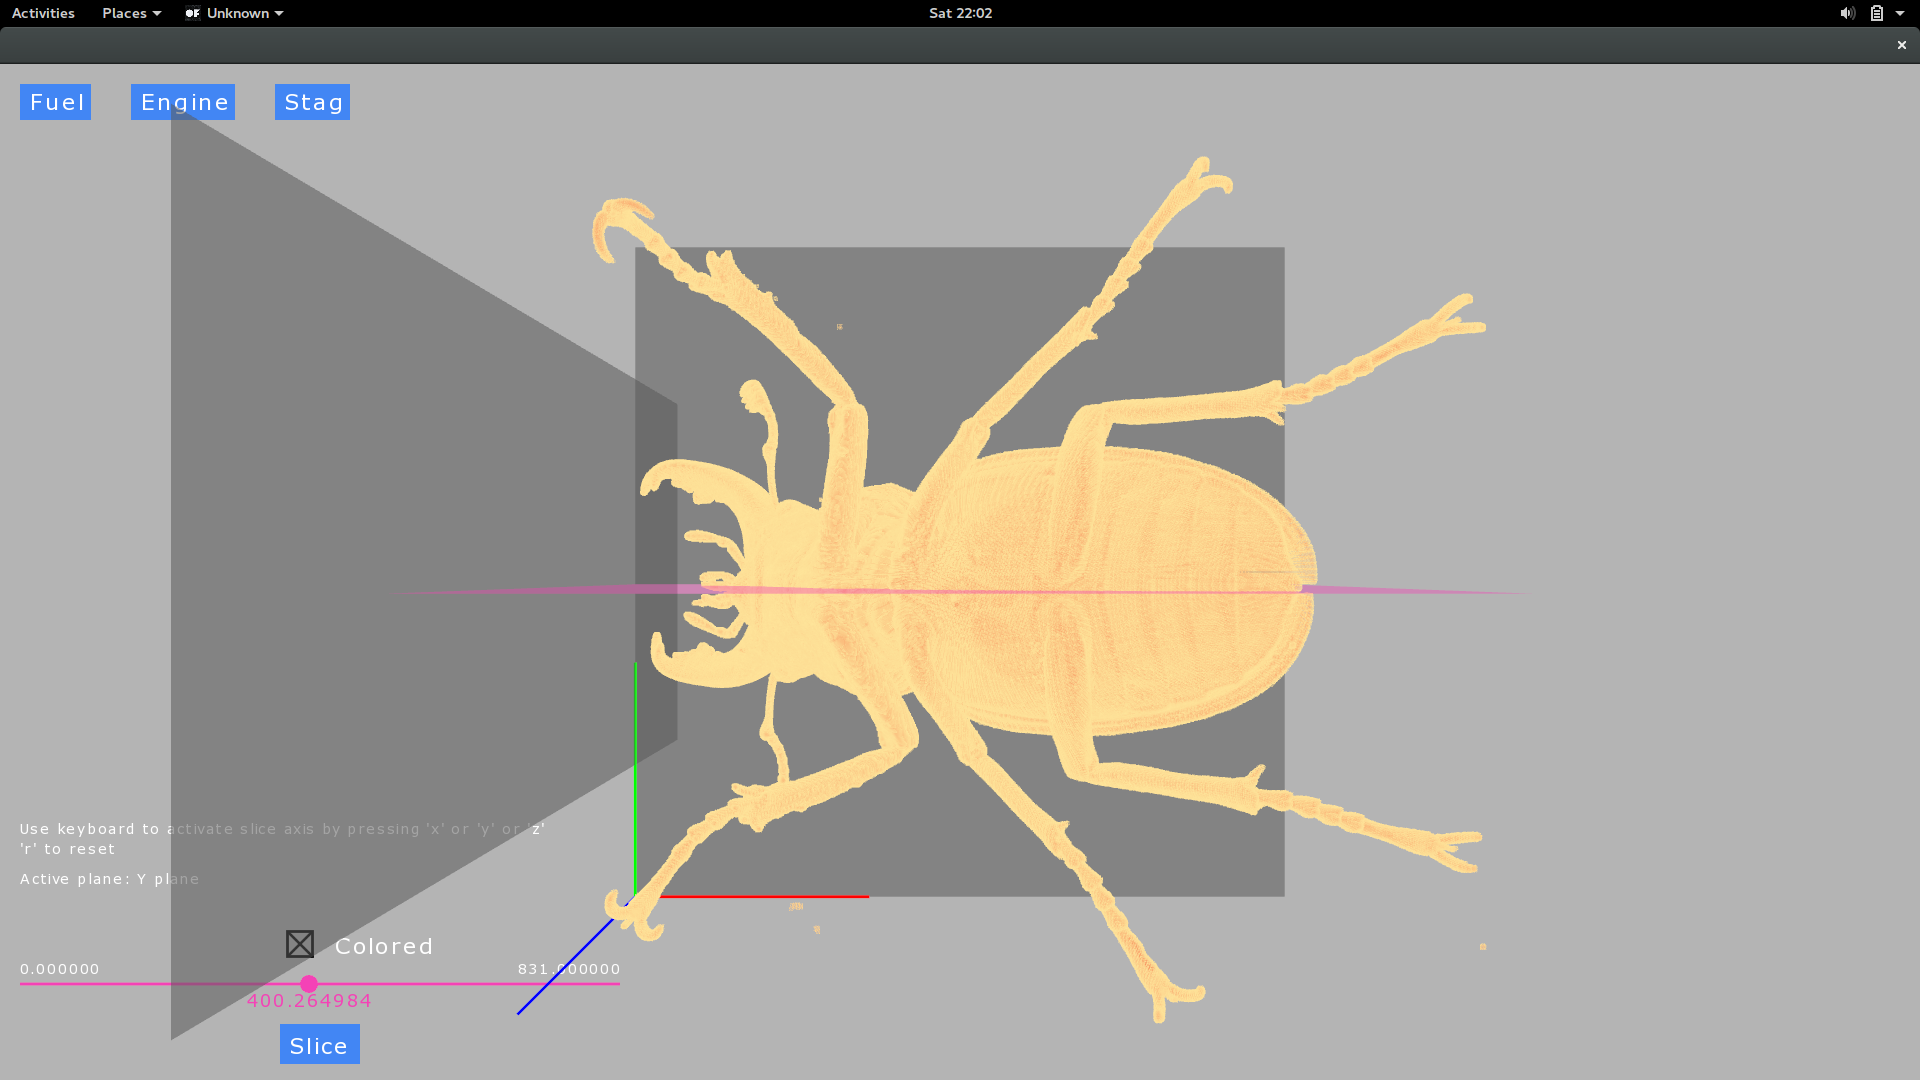 Activities Places Unknown Sat 22:02
Fuel Engine Stag
Use keyboard to activate slice axis by pressing 'x' or 'y' or 'z'
'r' to reset
Active plane: Y plane
Colored
0.000000 831.000000
400.264984
Slice